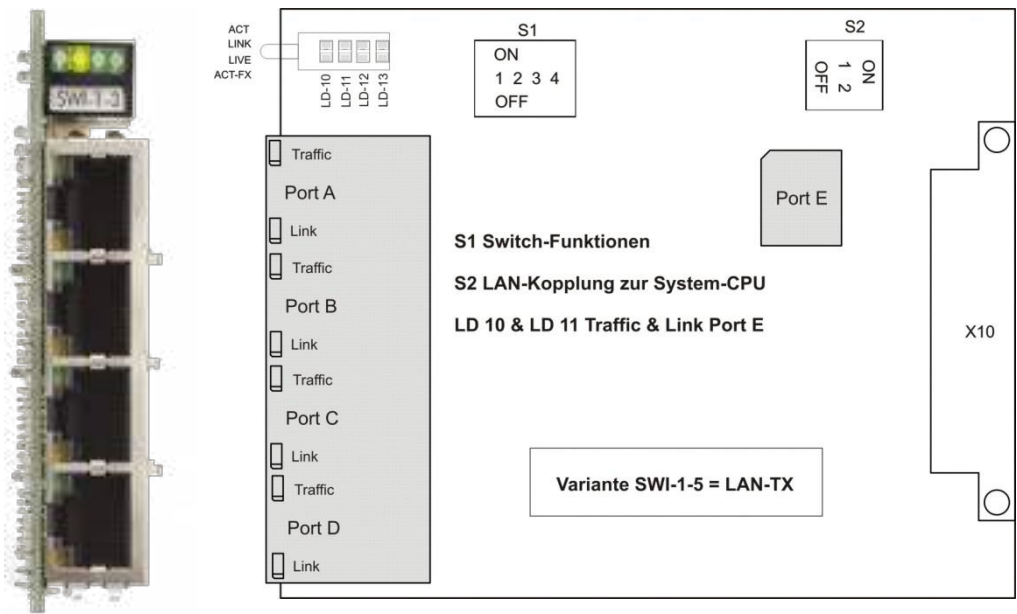 SWI-1-3
ACT
LINK
LIVE
ACT-FX
LD-10
LD-11
LD-12
LD-13
S1
ON
1 2 3 4
OFF
S2
ON
1 2
OFF
Traffic
Port A
Link
Traffic
Port B
Link
Traffic
Port C
Link
Traffic
Port D
Link
Port E
S1 Switch-Funktionen
S2 LAN-Kopplung zur System-CPU
LD 10 & LD 11 Traffic & Link Port E
X10
Variante SWI-1-5 = LAN-TX